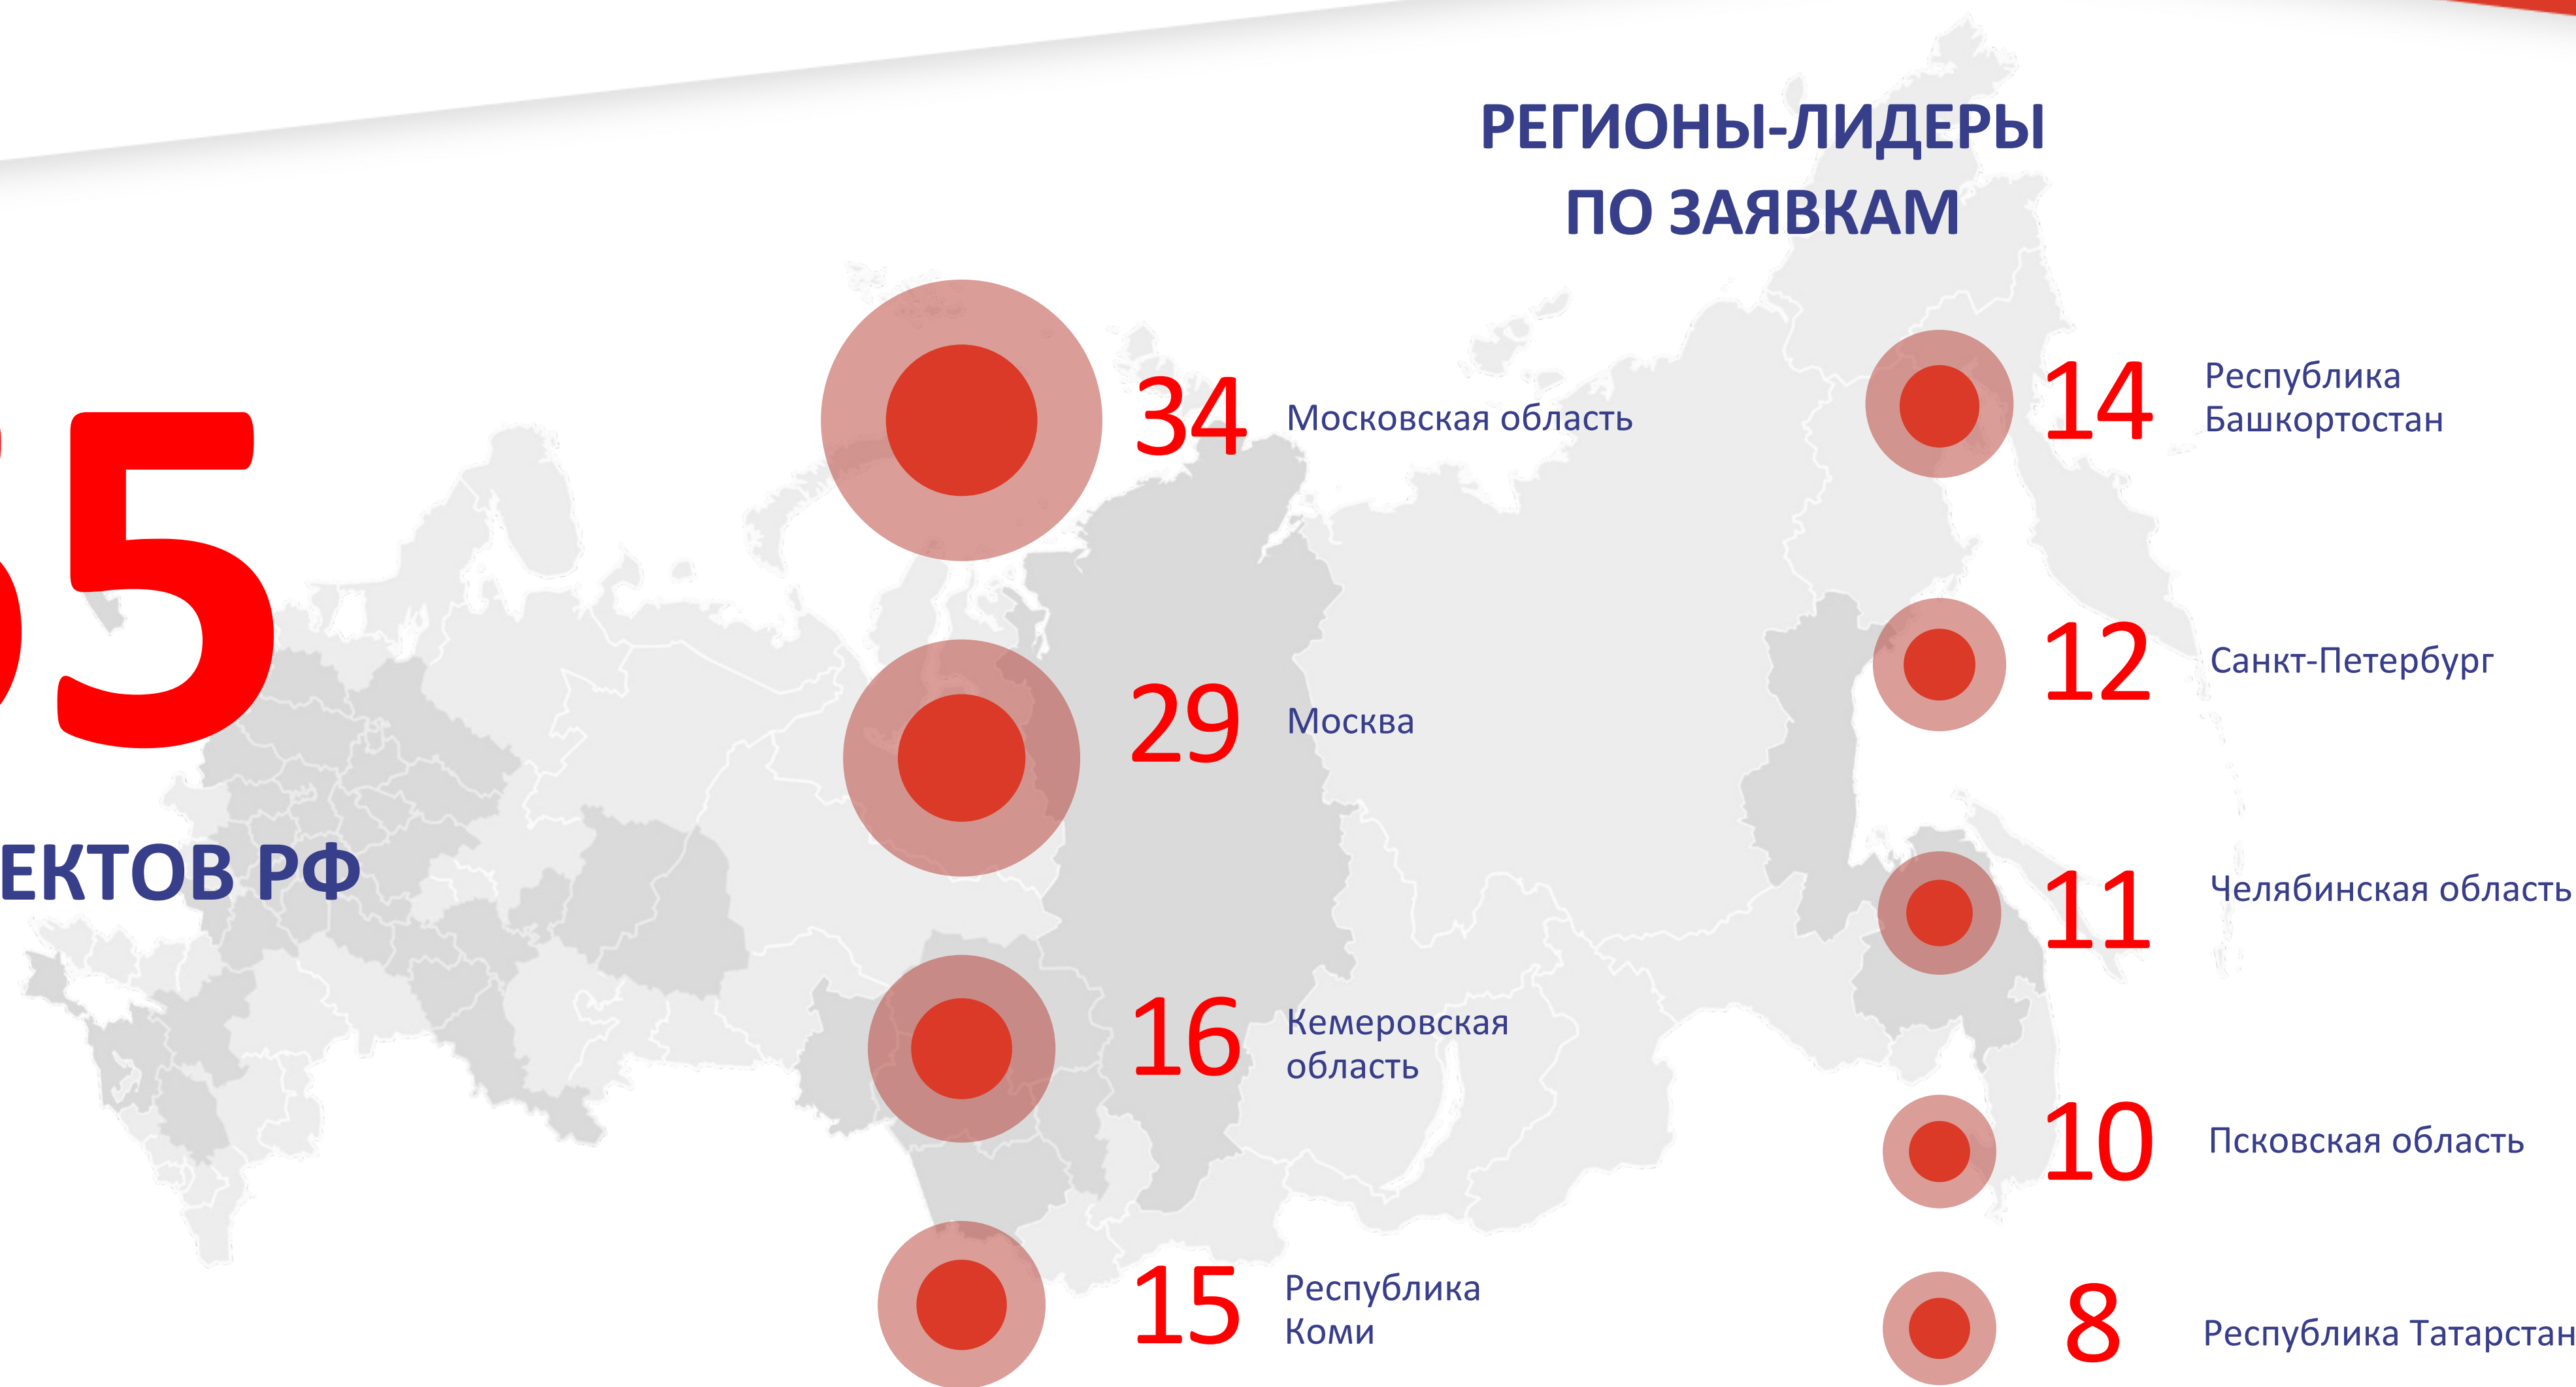 РЕГИОНЫ-ЛИДЕРЫ
ПО ЗАЯВКАМ
5
ЕКТОВ РФ
34
Московская область
29
Москва
16
Кемеровская
область
15
Республика
Коми
14
Республика
Башкортостан
12
Санкт-Петербург
11
Челябинская область
10
Псковская область
8
Республика Татарстан